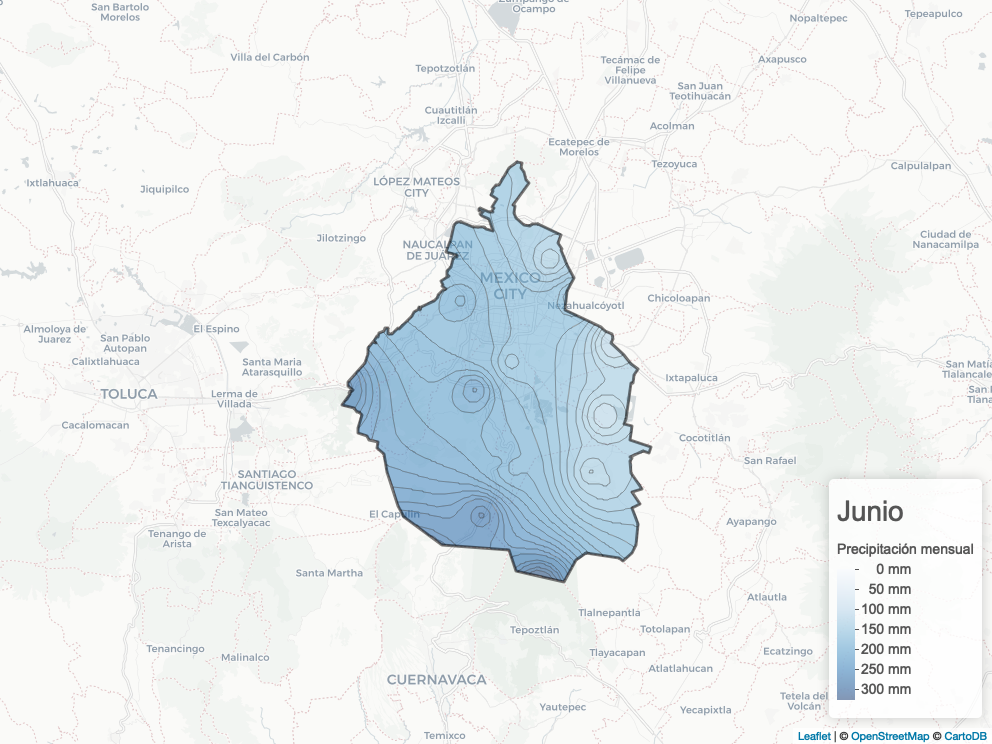 San Bartolo
Morelos
Zumpango de
Ocampo
Nopaltepec
Tepeapulco
Villa del Carbón
Tepotzotlán
Tecámac de
Felipe
Villanueva
Axapusco
San Juan
Teotihuacán
Cuautitlán
Izcalli
Acolman
Ecatepec de
Morelos
Tezoyuca
Calpulalpan
Ixtlahuaca
Jiquipilco
LÓPEZ MATEOS
CITY
Jilotzingo
NAUCALPAN
DE JUÁREZ
Ciudad de
Nanacamilpa
MEXICO
CITY
Nezahualcóyotl
Chicoloapan
Almoloya de
Juarez
El Espino
San Pablo
Autopan
Calixtlahuaca
Santa Maria
Atarasquillo
Ixtapaluca
San Matí
Tlalancale
TOLUCA
Lerma de
Villada
San
Tlana
Cacalomacan
Cocotitlán
San Rafael
SANTIAGO
TIANGUISTENCO
San Mateo
Texcalyacac
El Capulín
Ayapango
Tenango de
Arista
Santa Martha
Atlautla
Tlalnepantla
Tepoztlán
Totolapan
Tenancingo
Malinalco
Tlayacapan
Ecatzingo
Atlatlahucan
CUERNAVACA
Yautepec
Yecapixtla
Tetela del
Volcán
Temixco
Junio
Precipitación mensual
0 mm
50 mm
100 mm
150 mm
200 mm
250 mm
300 mm
Leaflet | © OpenStreetMap © CartoDB